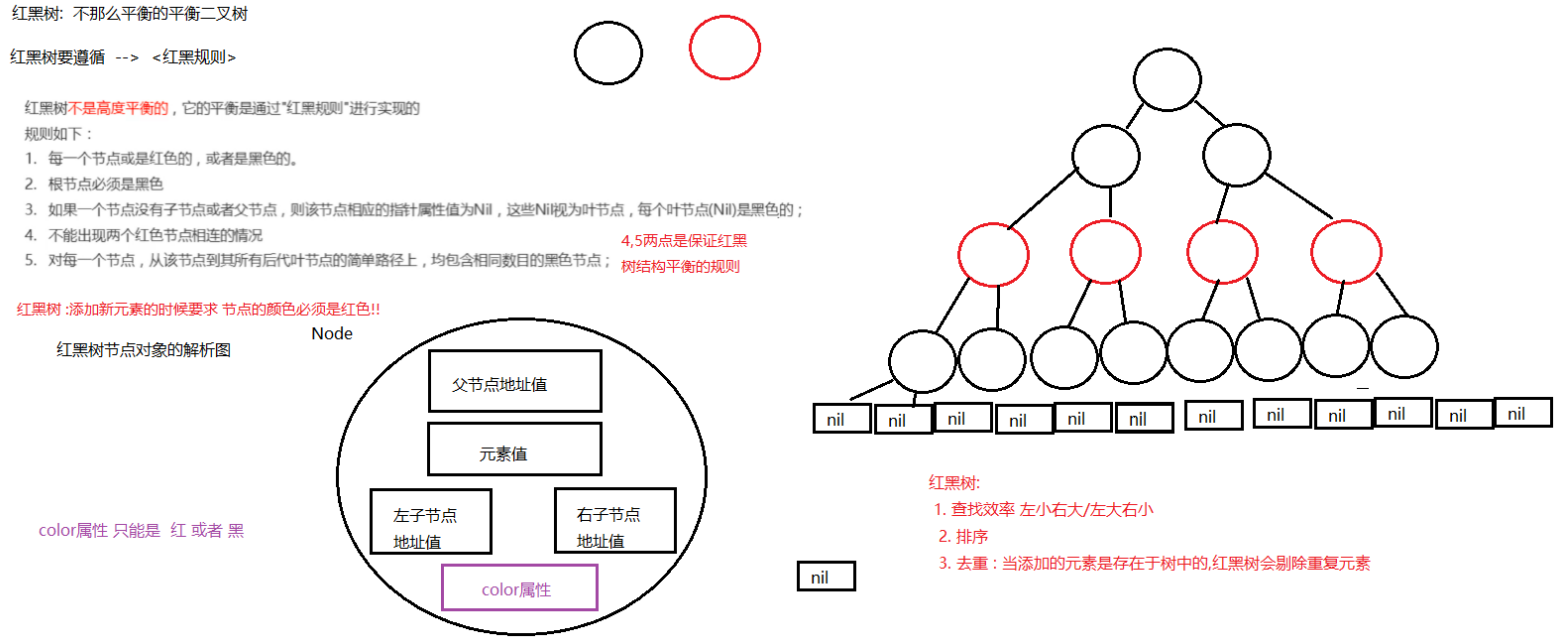 红黑树: 不那么平衡的平衡二叉树
红黑树要遵循 --> <红黑规则>
红黑树不是高度平衡的，它的平衡是通过"红黑规则"进行实现的
规则如下：
1. 每一个节点或是红色的，或者是黑色的。
2. 根节点必须是黑色
3. 如果一个节点没有子节点或者父节点，则该节点相应的指针属性值为Nil，这些Nil视为叶节点，每个叶节点(Nil)是黑色的；
4. 不能出现两个红色节点相连的情况
5. 对每一个节点，从该节点到其所有后代叶节点的简单路径上，均包含相同数目的黑色节点；
4,5两点是保证红黑
树结构平衡的规则
红黑树 :添加新元素的时候要求 节点的颜色必须是红色!!
Node
红黑树节点对象的解析图
父节点地址值
元素值
左子节点
地址值
右子节点
地址值
color属性
color属性 只能是 红 或者 黑
nil nil nil nil nil nil nil nil nil nil nil nil
红黑树:
1. 查找效率 左小右大/左大右小
2. 排序
3. 去重：当添加的元素是存在于树中的,红黑树会剔除重复元素
nil